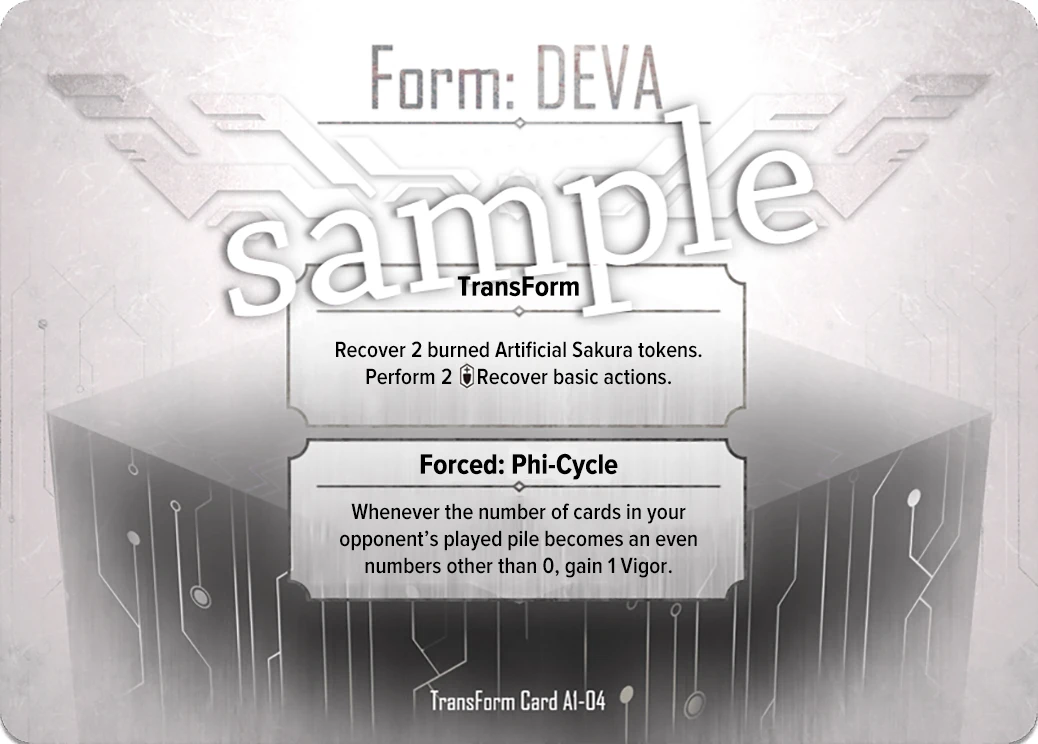 Form: DEVA
sample
TransForm
Recover 2 burned Artificial Sakura tokens.
Perform 2 Recover basic actions.
Forced: Phi-Cycle
Whenever the number of cards in your
opponent's played pile becomes an even
numbers other than 0, gain 1 Vigor.
TransForm Card A1-04